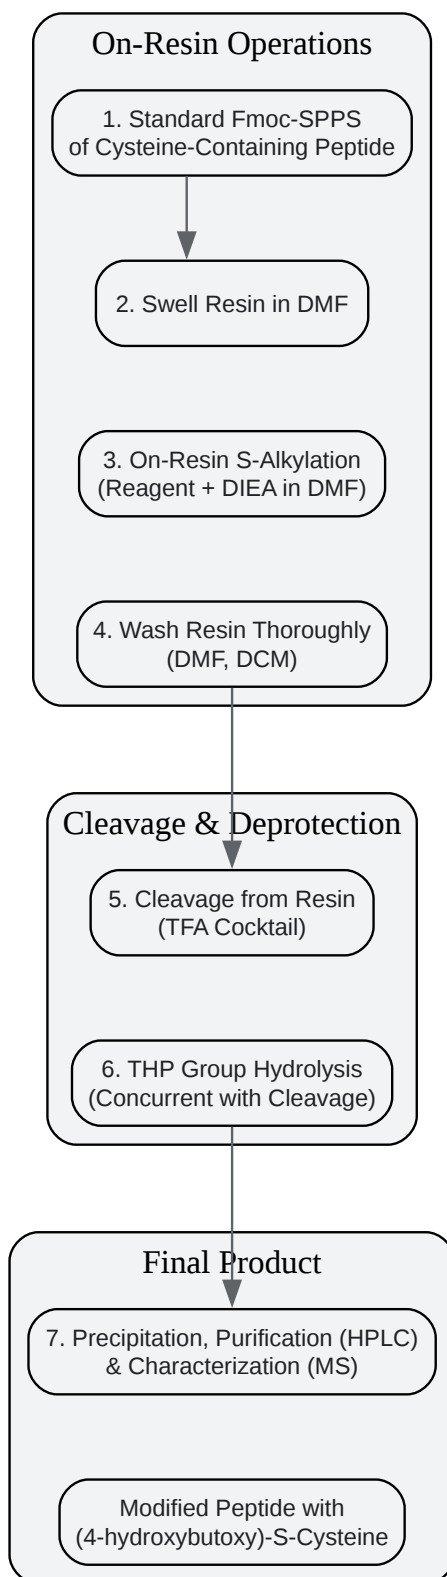 On-Resin Operations
1. Standard Fmoc-SPPS
of Cysteine-Containing Peptide
2. Swell Resin in DMF
3. On-Resin S-Alkylation
(Reagent + DIEA in DMF)
4. Wash Resin Thoroughly
(DMF, DCM)
Cleavage & Deprotection
5. Cleavage from Resin
(TFA Cocktail)
6. THP Group Hydrolysis
(Concurrent with Cleavage)
Final Product
7. Precipitation, Purification (HPLC)
& Characterization (MS)
Modified Peptide with
(4-hydroxybutoxy)-S-Cysteine